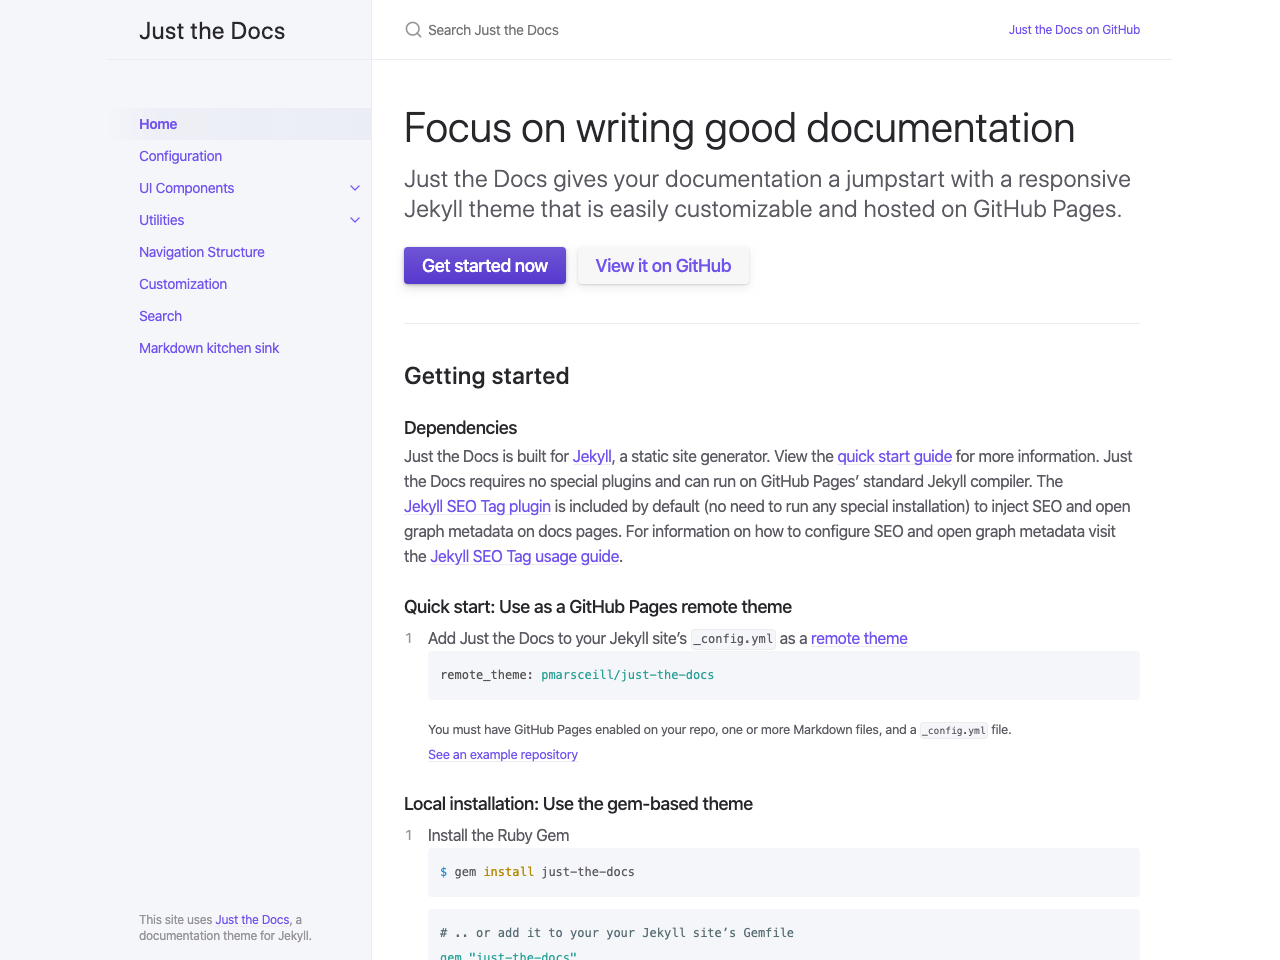 Just the Docs
Search Just the Docs
Just the Docs on GitHub
Home
Configuration
UI Components
Utilities
Navigation Structure
Customization
Search
Markdown kitchen sink
This site uses Just the Docs, a
documentation theme for Jekyll.
Focus on writing good documentation
Just the Docs gives your documentation a jumpstart with a responsive
Jekyll theme that is easily customizable and hosted on GitHub Pages.
Get started now
View it on GitHub
Getting started
Dependencies
Just the Docs is built for Jekyll, a static site generator. View the quick start guide for more information. Just
the Docs requires no special plugins and can run on GitHub Pages’ standard Jekyll compiler. The
Jekyll SEO Tag plugin is included by default (no need to run any special installation) to inject SEO and open
graph metadata on docs pages. For information on how to configure SEO and open graph metadata visit
the Jekyll SEO Tag usage guide.
Quick start: Use as a GitHub Pages remote theme
1 Add Just the Docs to your Jekyll site’s _config.yml as a remote theme
remote_theme: pmarsceill/just-the-docs
You must have GitHub Pages enabled on your repo, one or more Markdown files, and a _config.yml file.
See an example repository
Local installation: Use the gem-based theme
1 Install the Ruby Gem
$ gem install just-the-docs
# .. or add it to your your Jekyll site’s Gemfile
gem "just-the-docs"